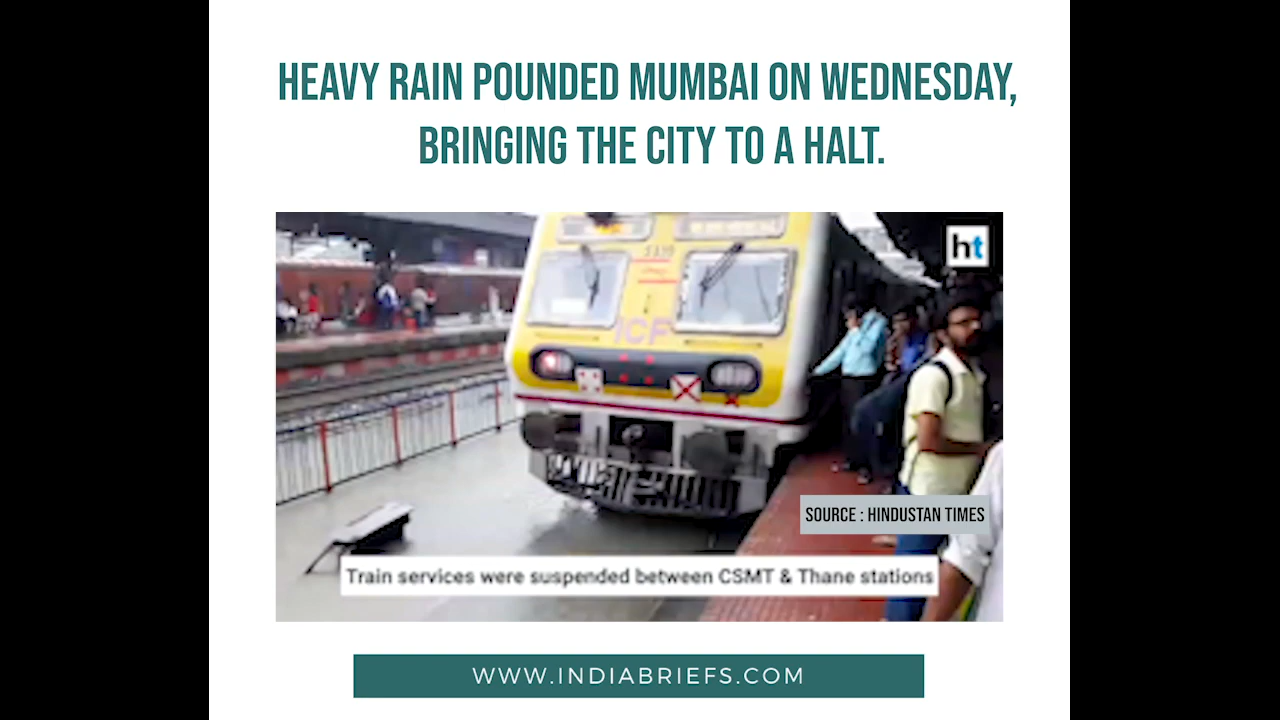 HEAVY RAIN POUNDED MUMBAI ON WEDNESDAY,
BRINGING THE CITY TO A HALT.
ht
ICF
SOURCE : HINDUSTAN TIMES
Train services were suspended between CSMT & Thane stations
WWW.INDIABRIEFS.COM